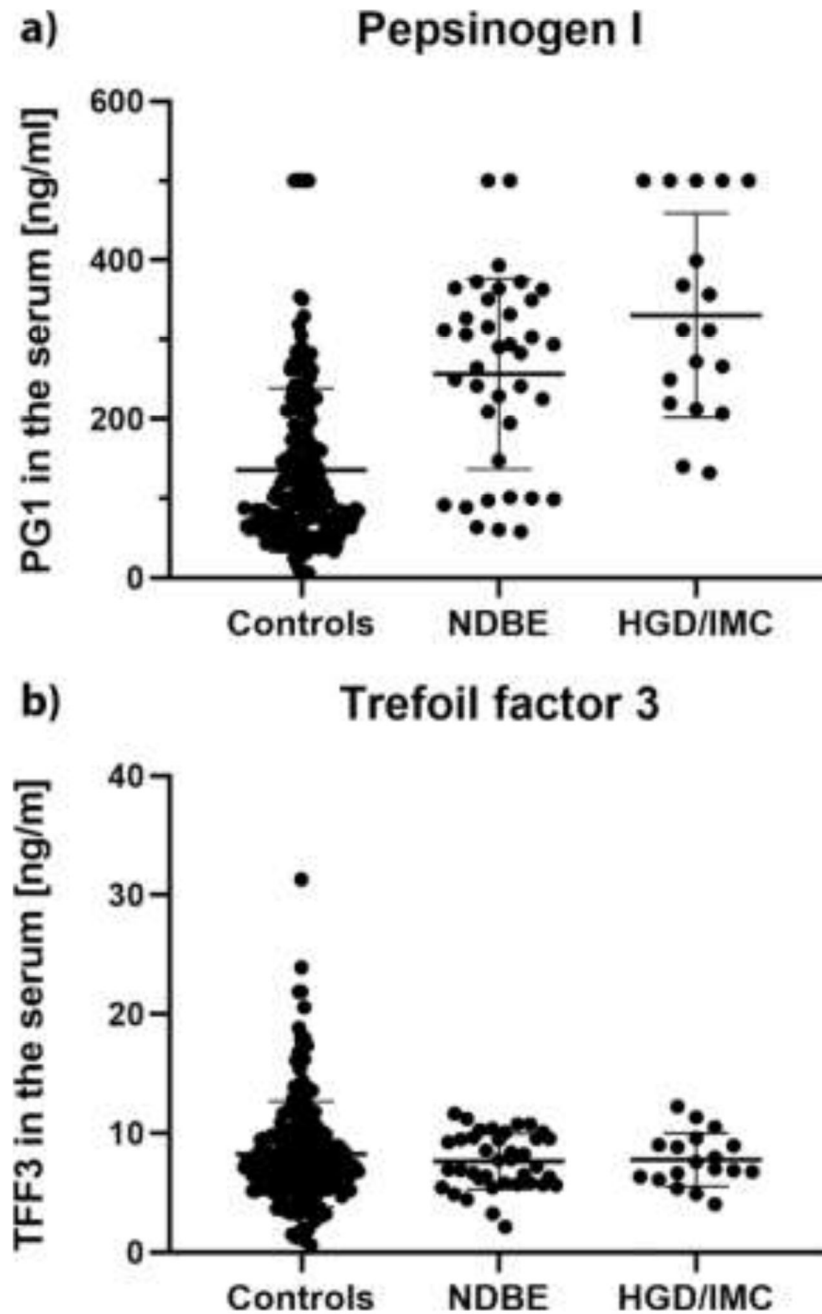 a)
Pepsinogen I
PG1 in the serum [ng/ml]
600
400
200
0
Controls NDBE HGD/IMC
b)
Trefoil factor 3
TFF3 in the serum [ng/m]
40
30
20
10
0
Controls NDBE HGD/IMC